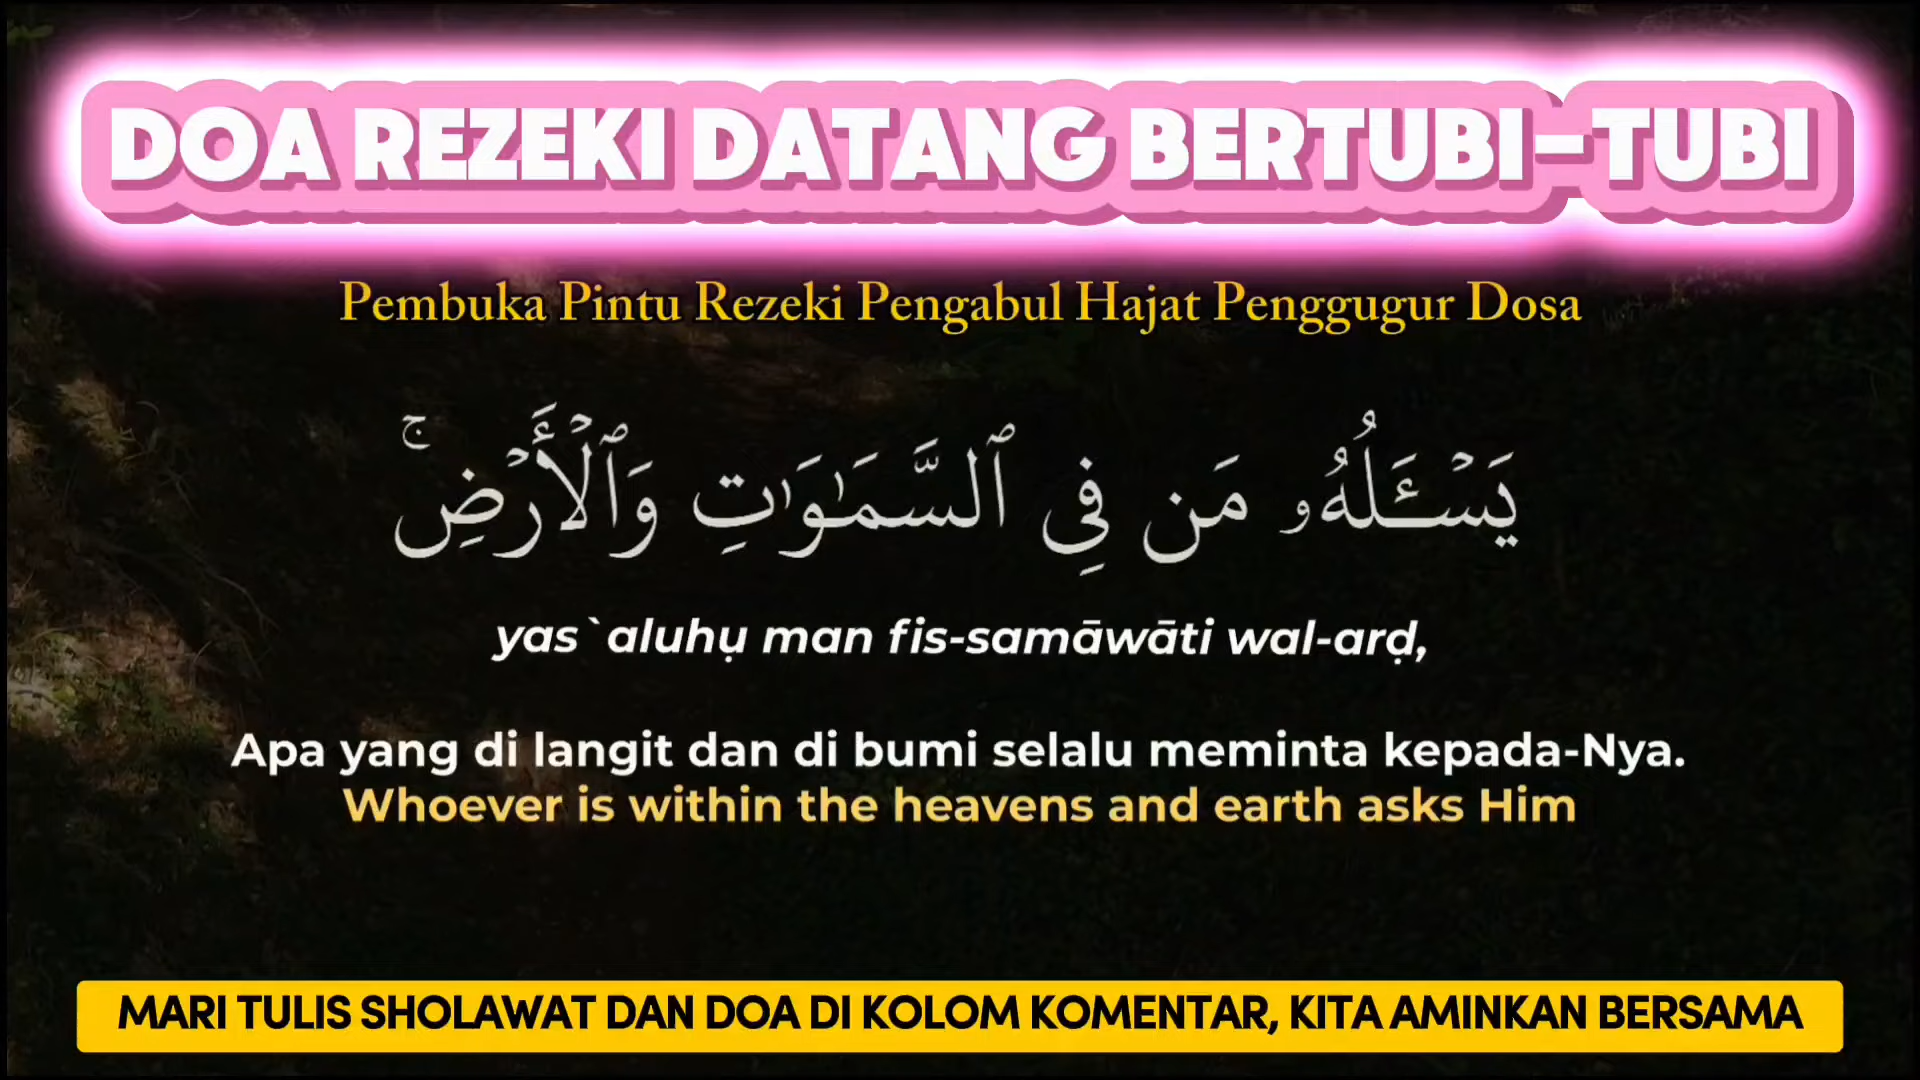 DOA REZEKI DATANG BERTUBI-TUBI
Pembuka Pintu Rezeki Pengabul Hajat Penggugur Dosa
يَسْـَٔلُهُۥ مَن فِى ٱلسَّمَـٰوَٰتِ وَٱلْأَرْضِ ۚ
yas`aluhụ man fis-samāwāti wal-arḍ,
Apa yang di langit dan di bumi selalu meminta kepada-Nya.
Whoever is within the heavens and earth asks Him
MARI TULIS SHOLAWAT DAN DOA DI KOLOM KOMENTAR, KITA AMINKAN BERSAMA